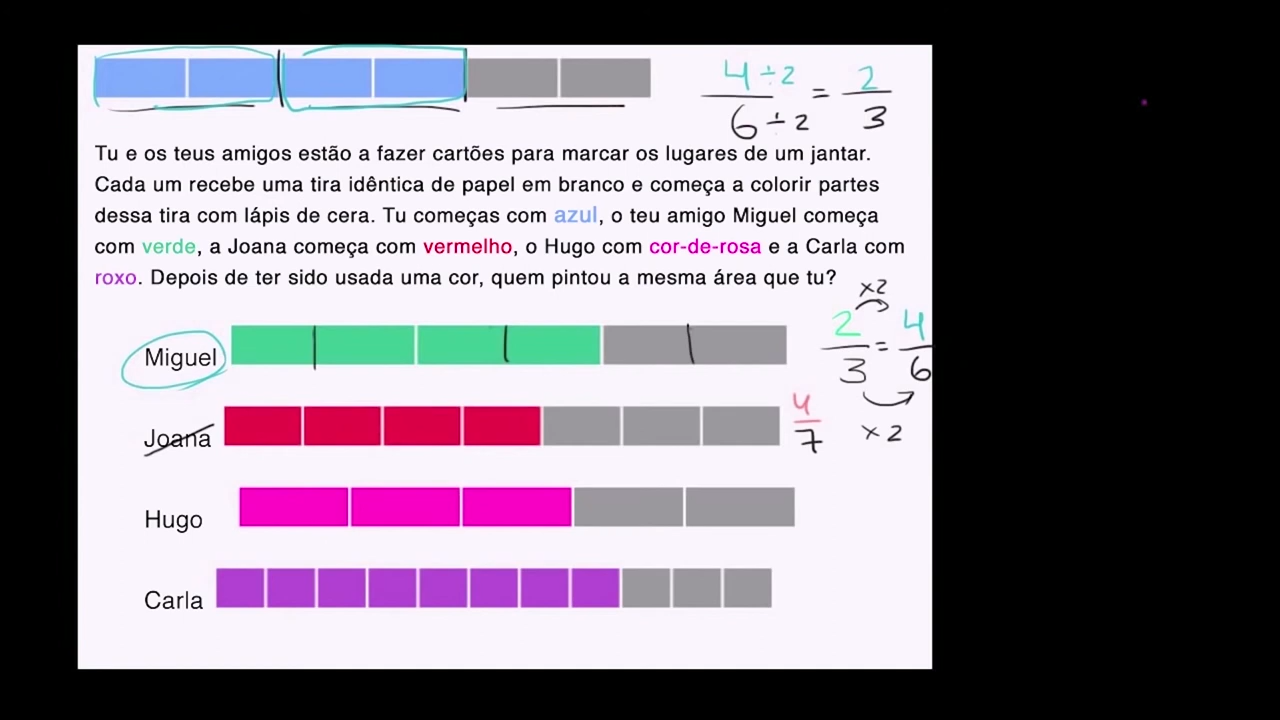 4 ÷2 / 6 ÷2 = 2 / 3
Tu e os teus amigos estão a fazer cartões para marcar os lugares de um jantar.
Cada um recebe uma tira idêntica de papel em branco e começa a colorir partes
dessa tira com lápis de cera. Tu começas com azul, o teu amigo Miguel começa
com verde, a Joana começa com vermelho, o Hugo com cor-de-rosa e a Carla com
roxo. Depois de ter sido usada uma cor, quem pintou a mesma área que tu?
×2
Miguel
2 / 3 = 4 / 6
×2
Joana
4 / 7
Hugo
Carla